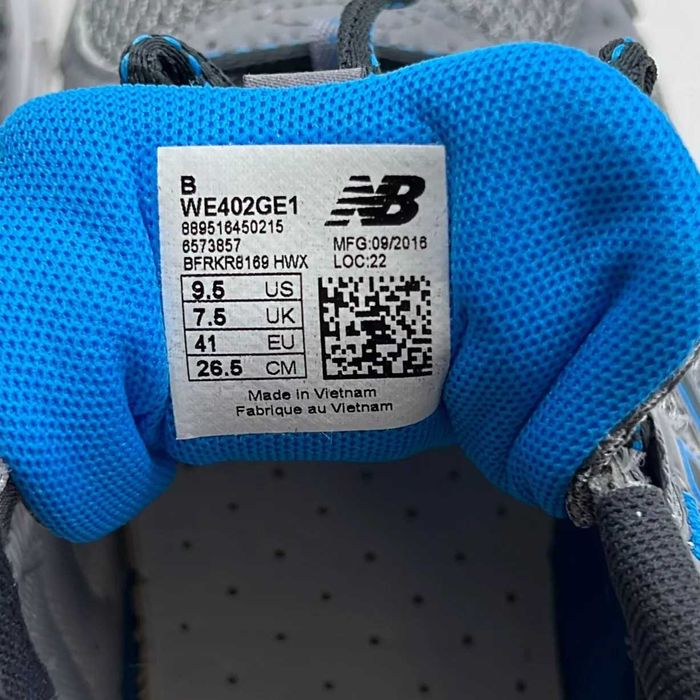 B
WE402GE1
889516450215
6573857
BFRKR8169 HWX
NB
MFG:09/2016
LOC:22
9.5 US
7.5 UK
41 EU
26.5 CM
Made in Vietnam
Fabrique au Vietnam